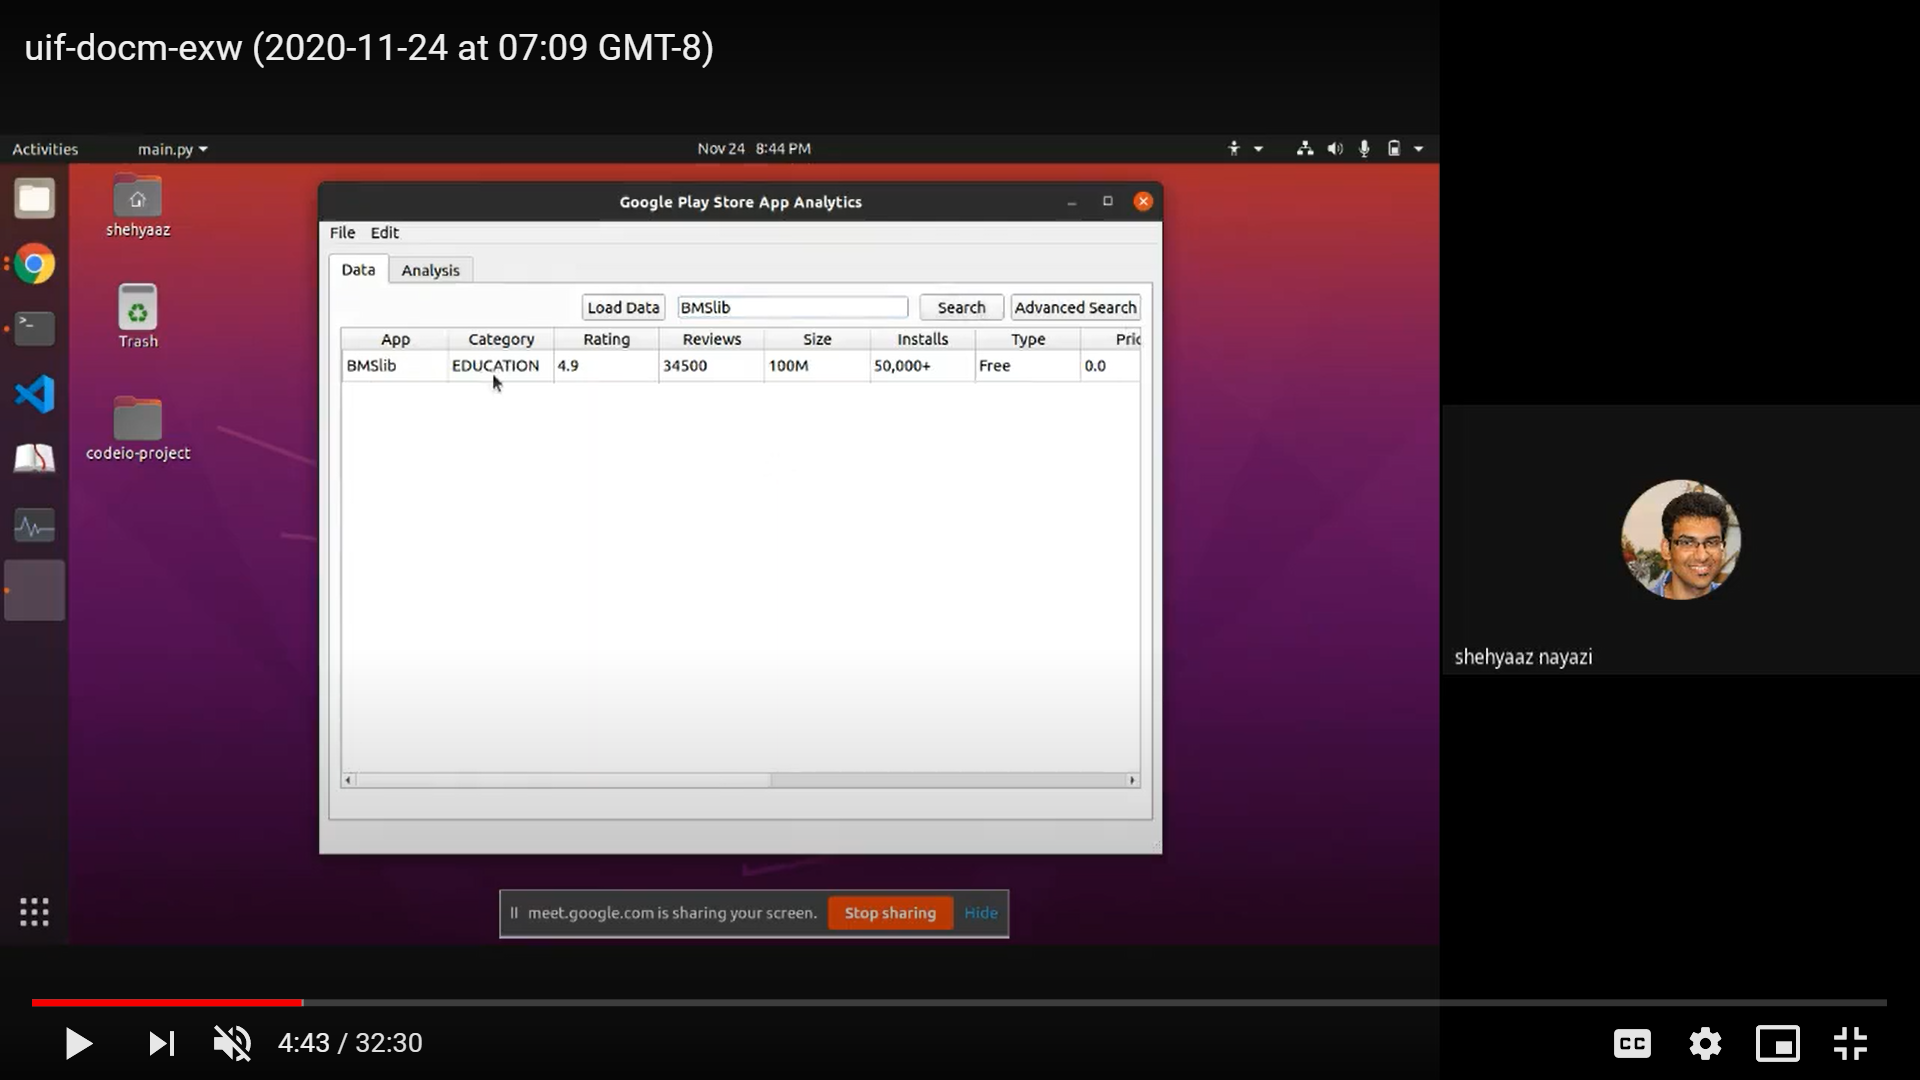 uif-docm-exw (2020-11-24 at 07:09 GMT-8)
Activities main.py Nov 24 8:44 PM
shehyaaz
Trash
codeio-project
Google Play Store App Analytics
File Edit
Data Analysis
Load Data BMSlib Search Advanced Search
App Category Rating Reviews Size Installs Type Pric
BMSlib EDUCATION 4.9 34500 100M 50,000+ Free 0.0
shehyaaz nayazi
meet.google.com is sharing your screen. Stop sharing Hide
4:43 / 32:30 CC